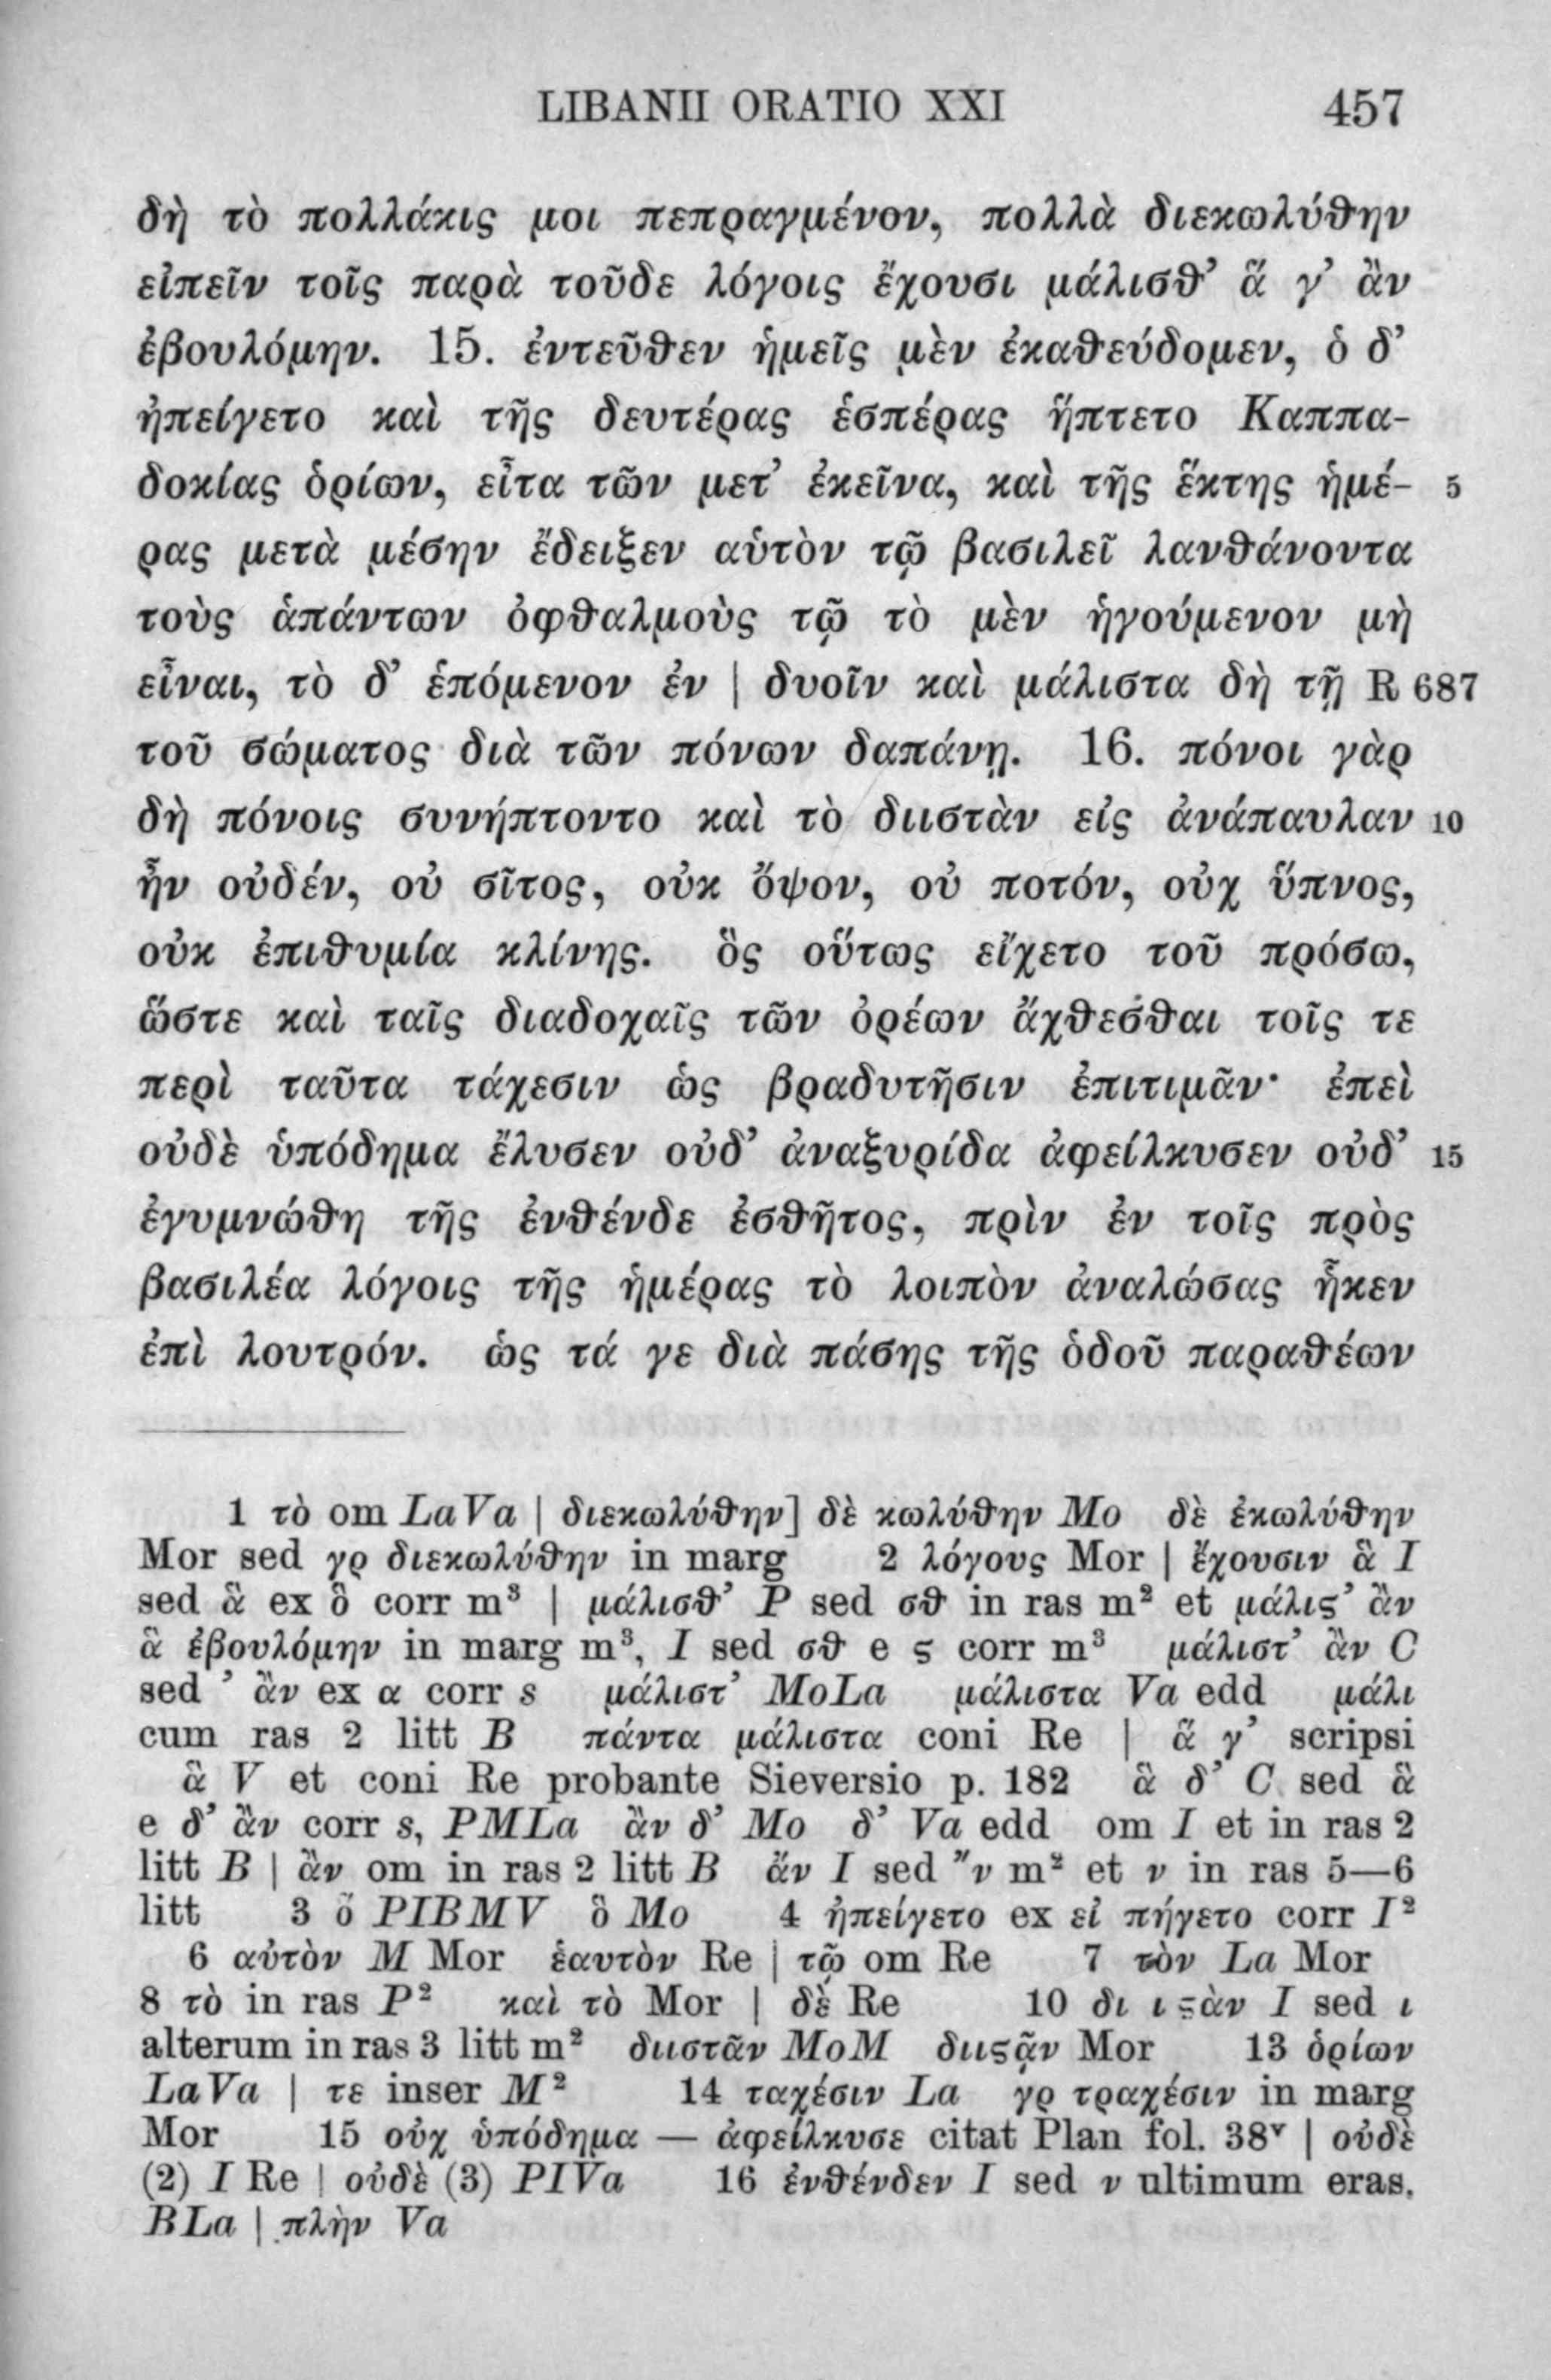 LIBANII ORATIO XXI 457
δὴ τὸ πολλάκις μοι πεπραγμένον, πολλὰ διεκωλύθην
εἰπεῖν τοῖς παρὰ τοῦδε λόγοις ἔχουσι μάλισθ’ ἅ γ’ ἂν
ἐβουλόμην. 15. ἐντεῦθεν ἡμεῖς μὲν ἐκαθεύδομεν, ὁ δ’
ἠπείγετο καὶ τῆς δευτέρας ἑσπέρας ἥπτετο Καππα-
δοκίας ὁρίων, εἶτα τῶν μετ’ ἐκεῖνα, καὶ τῆς ἕκτης ἡμέ- 5
ρας μετὰ μέσην ἔδειξεν αὑτὸν τῷ βασιλεῖ λανθάνοντα
τοὺς ἁπάντων ὀφθαλμοὺς τῷ τὸ μὲν ἡγούμενον μὴ
εἶναι, τὸ δ’ ἑπόμενον ἐν | δυοῖν καὶ μάλιστα δὴ τῇ R 687
τοῦ σώματος διὰ τῶν πόνων δαπάνῃ. 16. πόνοι γὰρ
δὴ πόνοις συνήπτοντο καὶ τὸ διιστὰν εἰς ἀνάπαυλαν 10
ἦν οὐδέν, οὐ σῖτος, οὐκ ὄψον, οὐ ποτόν, οὐχ ὕπνος,
οὐκ ἐπιθυμία κλίνης. ὃς οὕτως εἴχετο τοῦ πρόσω,
ὥστε καὶ ταῖς διαδοχαῖς τῶν ὀρέων ἄχθεσθαι τοῖς τε
περὶ ταῦτα τάχεσιν ὡς βραδυτῆσιν ἐπιτιμᾶν· ἐπεὶ
οὐδὲ ὑπόδημα ἔλυσεν οὐδ’ ἀναξυρίδα ἀφείλκυσεν οὐδ’ 15
ἐγυμνώθη τῆς ἐνθένδε ἐσθῆτος, πρὶν ἐν τοῖς πρὸς
βασιλέα λόγοις τῆς ἡμέρας τὸ λοιπὸν ἀναλώσας ἧκεν
ἐπὶ λουτρόν. ὡς τά γε διὰ πάσης τῆς ὁδοῦ παραθέων
1 τὸ om LaVa | διεκωλύθην] δὲ κωλύθην Mo δὲ ἐκωλύθην
Mor sed γρ διεκωλύθην in marg 2 λόγους Mor | ἔχουσιν ἃ I
sed ἃ ex ὃ corr m³ | μάλισθ’ P sed σθ in ras m² et μάλις’ ἂν
ἃ ἐβουλόμην in marg m³, I sed σθ e ς corr m³ μάλιστ’ ἂν C
sed ’ ἂν ex α corr s μάλιστ’ MoLa μάλιστα Va edd μάλι
cum ras 2 litt B πάντα μάλιστα coni Re | ἅ γ’ scripsi
ἃ V et coni Re probante Sieversio p. 182 ἃ δ’ C sed ἃ
e δ’ ἂν corr s, PMLa ἂν δ’ Mo δ’ Va edd om I et in ras 2
litt B | ἂν om in ras 2 litt B ἄν I sed ῎ν m² et ν in ras 5—6
litt 3 ὅ PIBMV ὃ Mo 4 ἠπείγετο ex εἰ πήγετο corr I²
6 αὐτὸν M Mor ἑαυτὸν Re | τῷ om Re 7 τὸν La Mor
8 τὸ in ras P² καὶ τὸ Mor | δὲ Re 10 δι ιςὰν I sed ι
alterum in ras 3 litt m² διιστᾶν MoM διιςᾷν Mor 13 ὁρίων
LaVa | τε inser M² 14 ταχέσιν La γρ τραχέσιν in marg
Mor 15 οὐχ ὑπόδημα — ἀφείλκυσε citat Plan fol. 38ᵛ | οὐδὲ
(2) I Re | οὐδὲ (3) PIVa 16 ἐνθένδεν I sed ν ultimum eras.
BLa | πλὴν Va